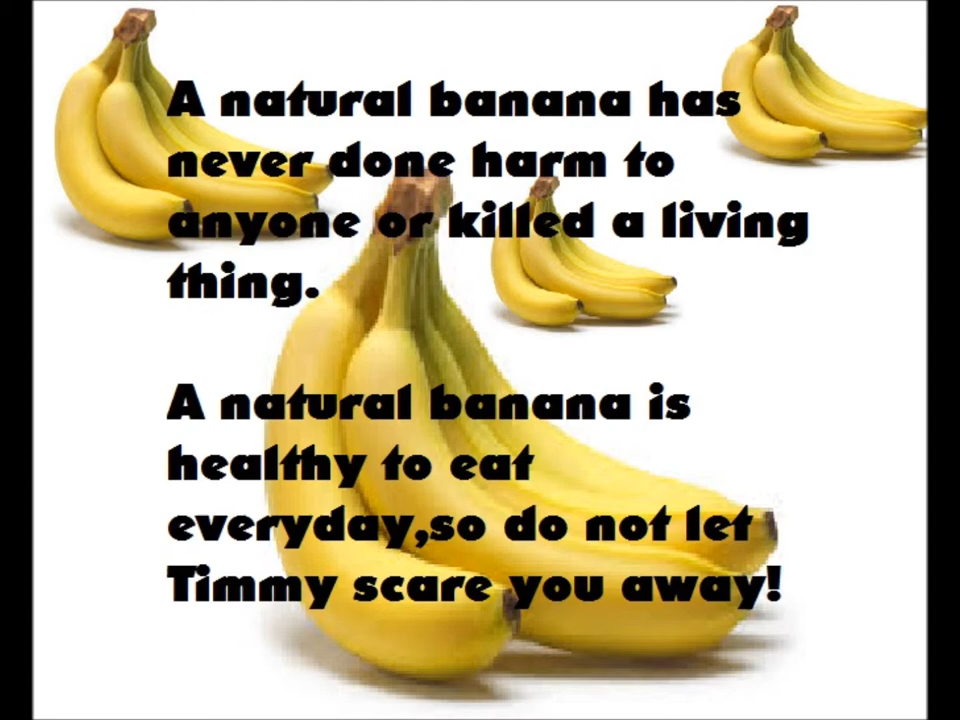 A natural banana has
never done harm to
anyone or killed a living
thing.
A natural banana is
healthy to eat
everyday,so do not let
Timmy scare you away!